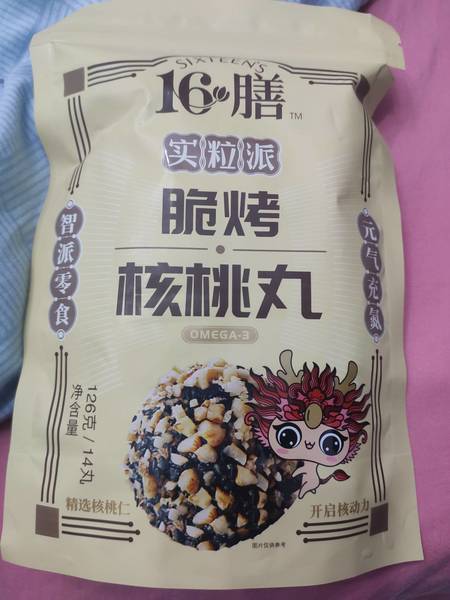 SIXTEEN'S
16膳
TM
实粒派
脆烤
核桃丸
OMEGA-3
智派零食
元气充氮
净含量
126克/14丸
精选核桃仁
开启核动力
图片仅供参考